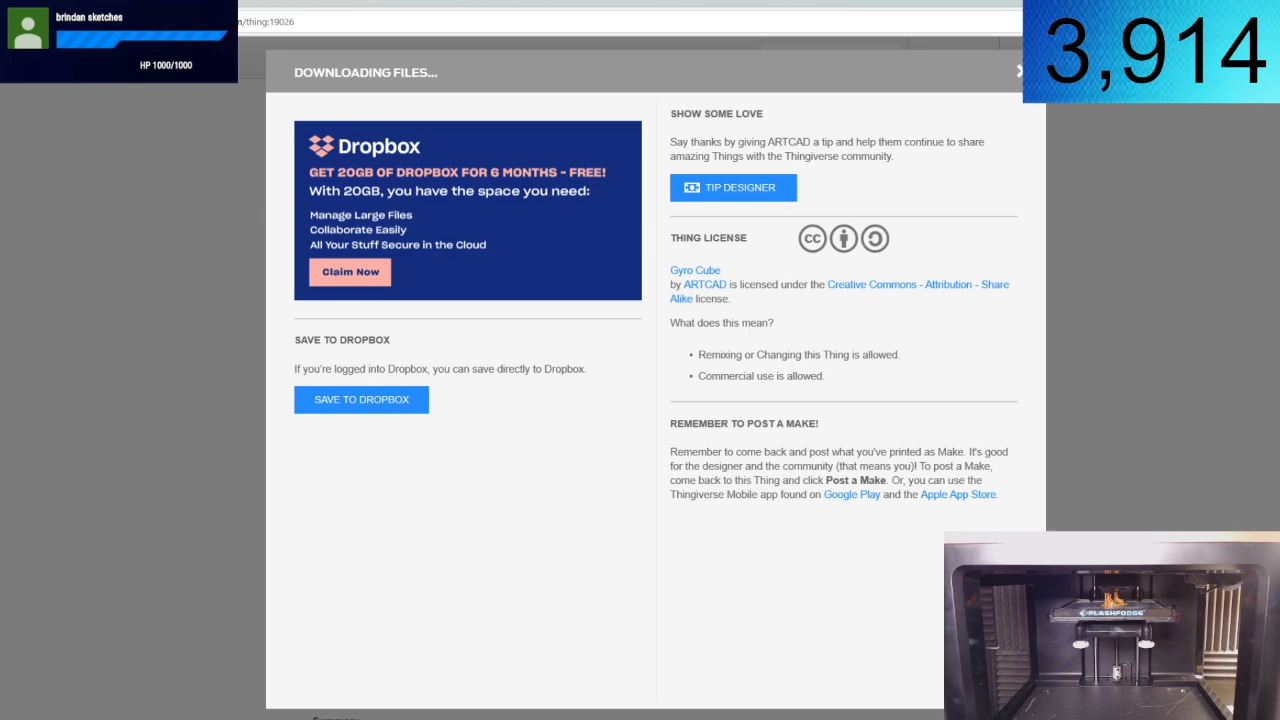 brindan sketches
HP 1000/1000
n/thing:19026
3,914
DOWNLOADING FILES...
Dropbox
GET 20GB OF DROPBOX FOR 6 MONTHS - FREE!
With 20GB, you have the space you need:
Manage Large Files
Collaborate Easily
All Your Stuff Secure in the Cloud
Claim Now
SAVE TO DROPBOX
If you're logged into Dropbox, you can save directly to Dropbox.
SAVE TO DROPBOX
SHOW SOME LOVE
Say thanks by giving ARTCAD a tip and help them continue to share
amazing Things with the Thingiverse community.
TIP DESIGNER
THING LICENSE
cc
Gyro Cube
by ARTCAD is licensed under the Creative Commons - Attribution - Share
Alike license.
What does this mean?
• Remixing or Changing this Thing is allowed.
• Commercial use is allowed.
REMEMBER TO POST A MAKE!
Remember to come back and post what you've printed as Make. It's good
for the designer and the community (that means you)! To post a Make,
come back to this Thing and click Post a Make. Or, you can use the
Thingiverse Mobile app found on Google Play and the Apple App Store.
FLASHFORGE